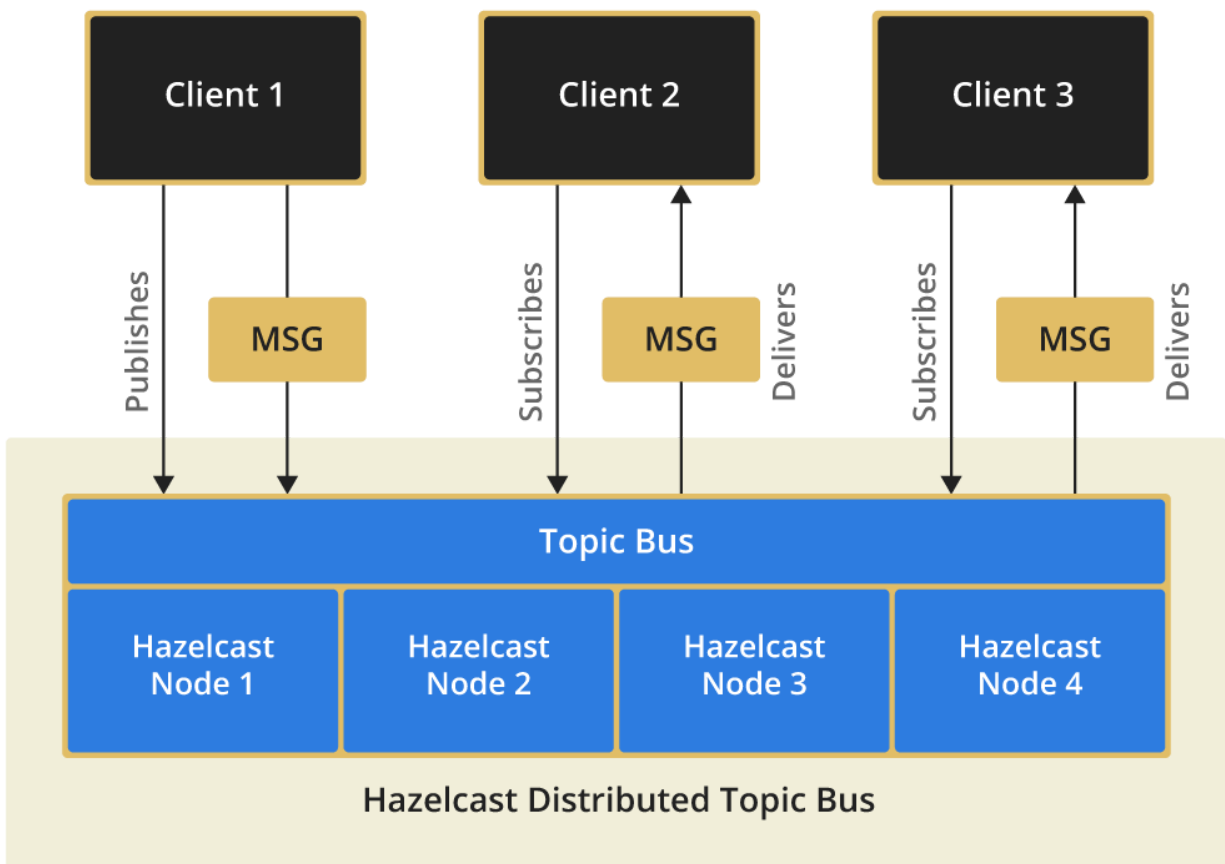 Client 1
Client 2
Client 3
Publishes
MSG
Subscribes
MSG
Delivers
Subscribes
MSG
Delivers
Topic Bus
Hazelcast
Node 1
Hazelcast
Node 2
Hazelcast
Node 3
Hazelcast
Node 4
Hazelcast Distributed Topic Bus